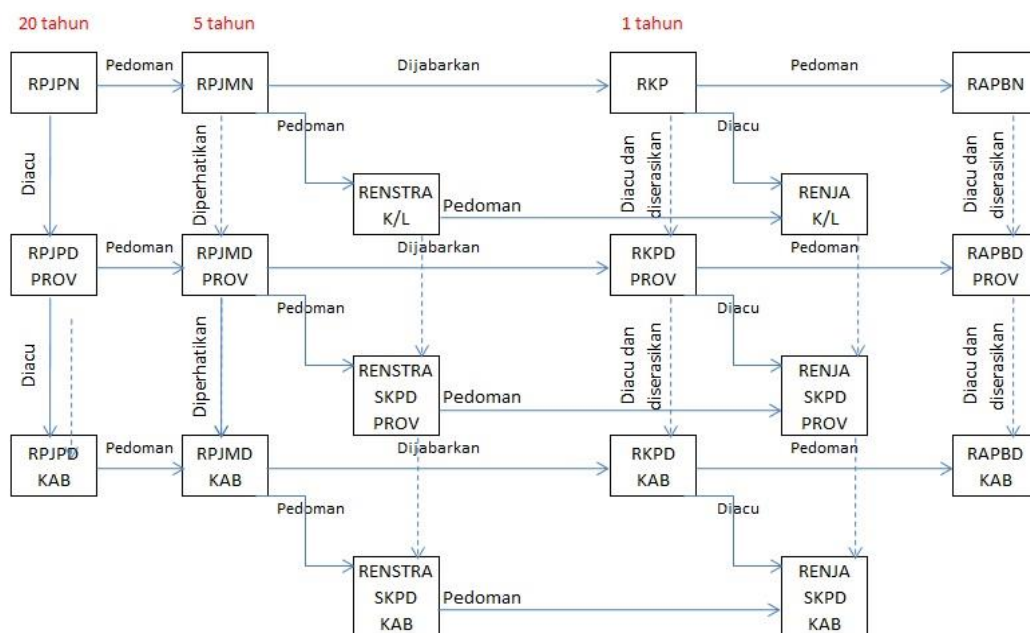 20 tahun
5 tahun
1 tahun
RPJPN
Pedoman
RPJMN
Dijabarkan
RKP
Pedoman
RAPBN
Pedoman
Diacu
Diacu
Diperhatikan
RENSTRA
K/L
Pedoman
Diacu dan
diserasikan
RENJA
K/L
Diacu dan
diserasikan
RPJPD
PROV
Pedoman
RPJMD
PROV
Dijabarkan
RKPD
PROV
Pedoman
RAPBD
PROV
Pedoman
Diacu
Diacu
Diperhatikan
RENSTRA
SKPD
PROV
Pedoman
Diacu dan
diserasikan
RENJA
SKPD
PROV
Diacu dan
diserasikan
RPJPD
KAB
Pedoman
RPJMD
KAB
Dijabarkan
RKPD
KAB
Pedoman
RAPBD
KAB
Pedoman
Diacu
RENSTRA
SKPD
KAB
Pedoman
RENJA
SKPD
KAB